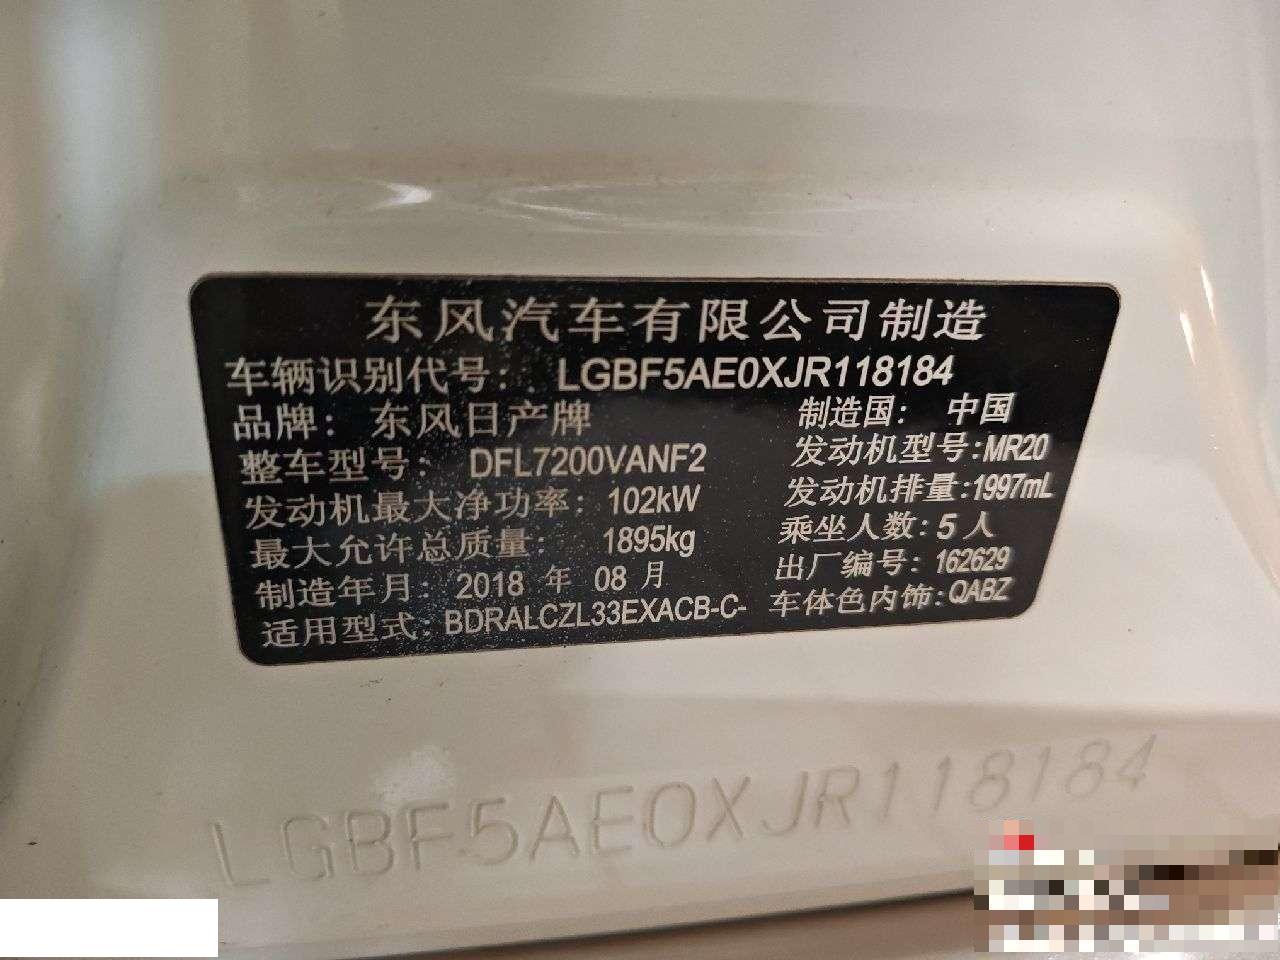 东风汽车有限公司制造
车辆识别代号: LGBF5AE0XJR118184
品牌: 东风日产牌 制造国: 中国
整车型号: DFL7200VANF2 发动机型号:MR20
发动机最大净功率: 102kW 发动机排量:1997mL
最大允许总质量: 1895kg 乘坐人数: 5 人
制造年月: 2018 年 08 月 出厂编号: 162629
适用型式: BDRALCZL33EXACB-C- 车体色内饰:QABZ
LGBF5AE0XJR118184